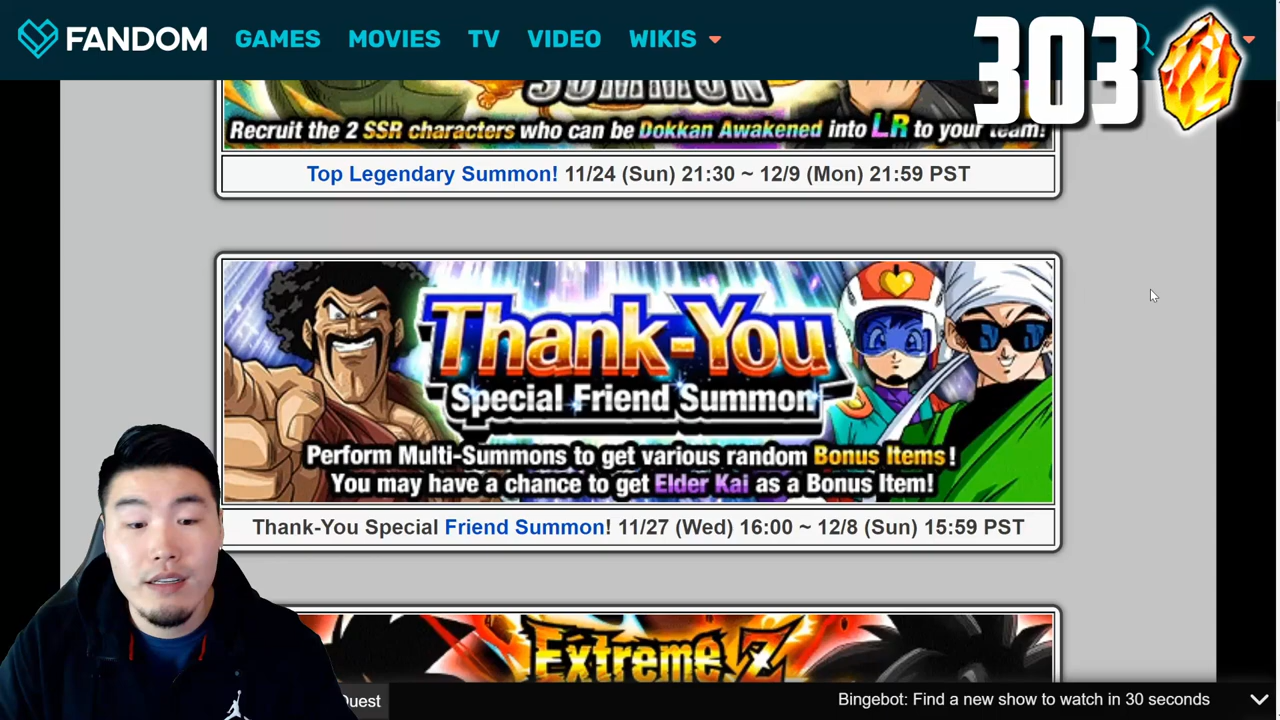 FANDOM GAMES MOVIES TV VIDEO WIKIS
303
SUMMON
Recruit the 2 SSR characters who can be Dokkan Awakened into LR to your team!
Top Legendary Summon! 11/24 (Sun) 21:30 ~ 12/9 (Mon) 21:59 PST
Thank-You
Special Friend Summon
Perform Multi-Summons to get various random Bonus Items!
You may have a chance to get Elder Kai as a Bonus Item!
Thank-You Special Friend Summon! 11/27 (Wed) 16:00 ~ 12/8 (Sun) 15:59 PST
Extreme Z
uest
Bingebot: Find a new show to watch in 30 seconds